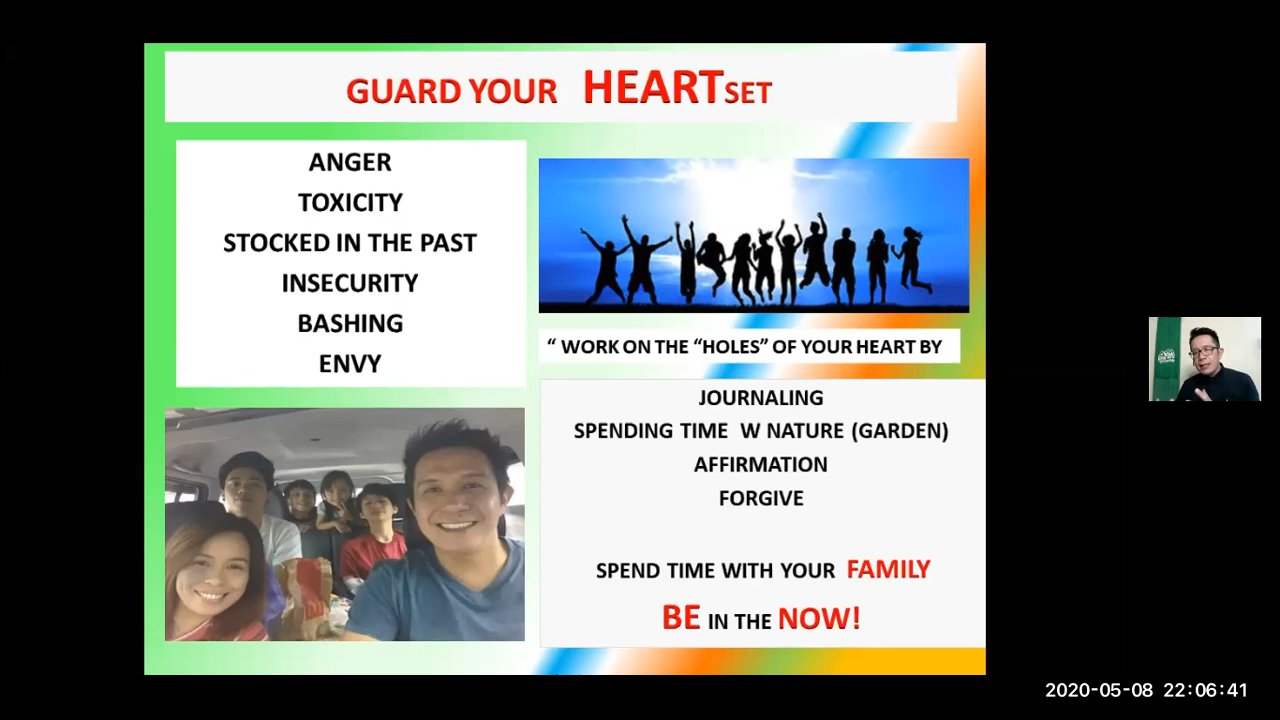 GUARD YOUR HEARTSET
ANGER
TOXICITY
STOCKED IN THE PAST
INSECURITY
BASHING
ENVY
“ WORK ON THE “HOLES” OF YOUR HEART BY
JOURNALING
SPENDING TIME W NATURE (GARDEN)
AFFIRMATION
FORGIVE
SPEND TIME WITH YOUR FAMILY
BE IN THE NOW!
2020-05-08 22:06:41